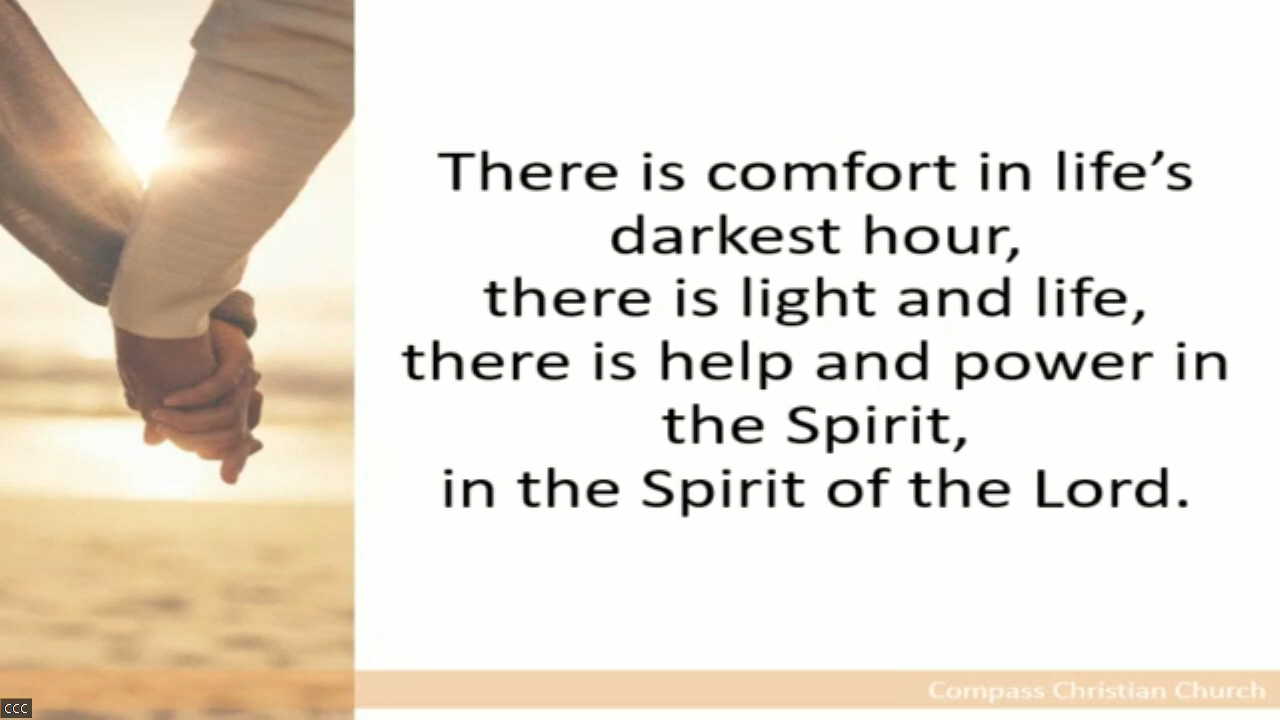 There is comfort in life’s
darkest hour,
there is light and life,
there is help and power in
the Spirit,
in the Spirit of the Lord.
Compass Christian Church
CCC